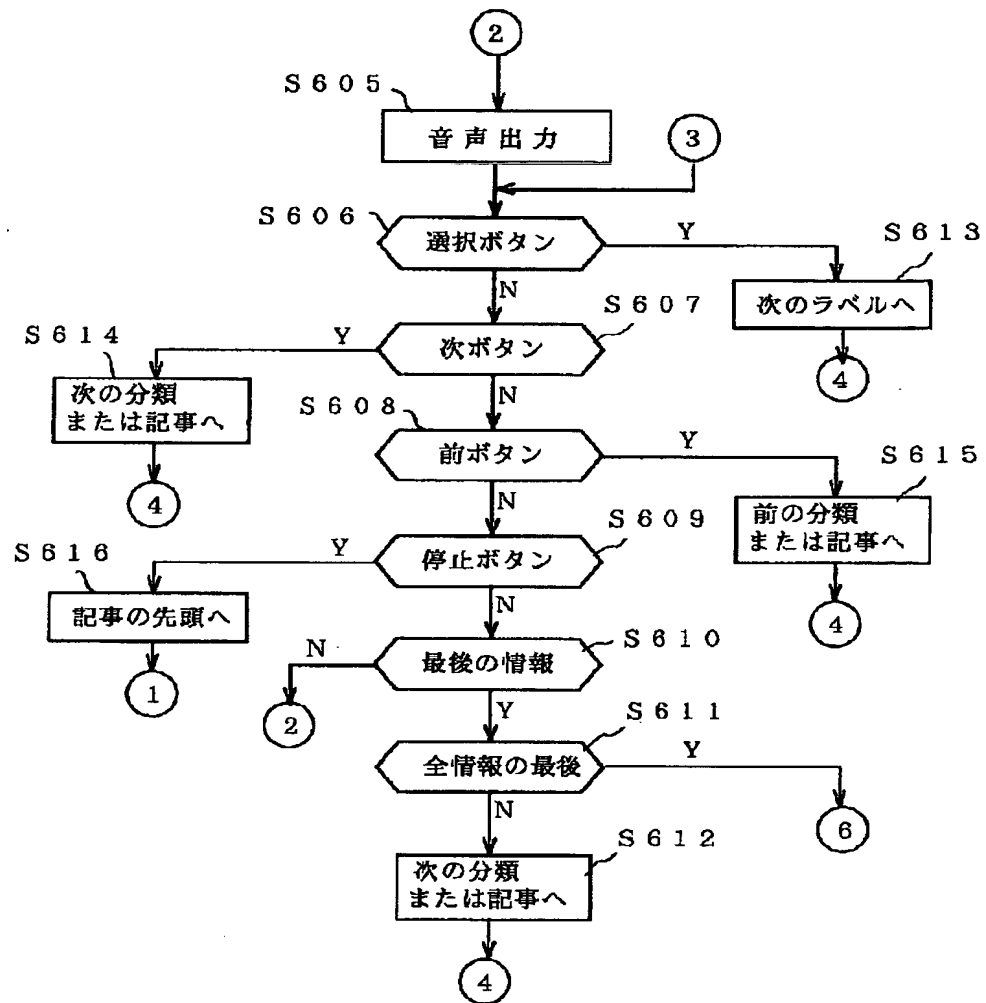 2
S605
音声出力
3
S606
選択ボタン
Y
S613
N
次のラベルへ
S607
4
S614
Y
次ボタン
次の分類
または記事へ
N
S608
4
前ボタン
Y
S615
N
前の分類
または記事へ
S609
S616
Y
停止ボタン
4
記事の先頭へ
N
S610
1
N
最後の情報
2
Y
S611
全情報の最後
Y
N
6
S612
次の分類
または記事へ
4